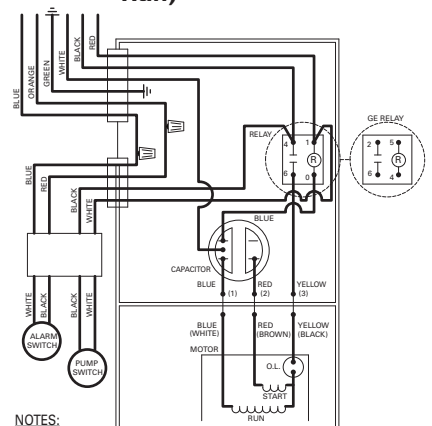 BLUE
ORANGE
GREEN
WHITE
BLACK
RED
RELAY
4 1
6 0
R
GE RELAY
2 5
6 4
R
BLUE
RED
BLACK
WHITE
BLUE
CAPACITOR
BLUE
(1)
RED
(2)
YELLOW
(3)
WHITE
BLACK
BLACK
WHITE
ALARM
SWITCH
PUMP
SWITCH
BLUE
(WHITE)
RED
(BROWN)
YELLOW
(BLACK)
MOTOR
O.L.
START
RUN
NOTES: